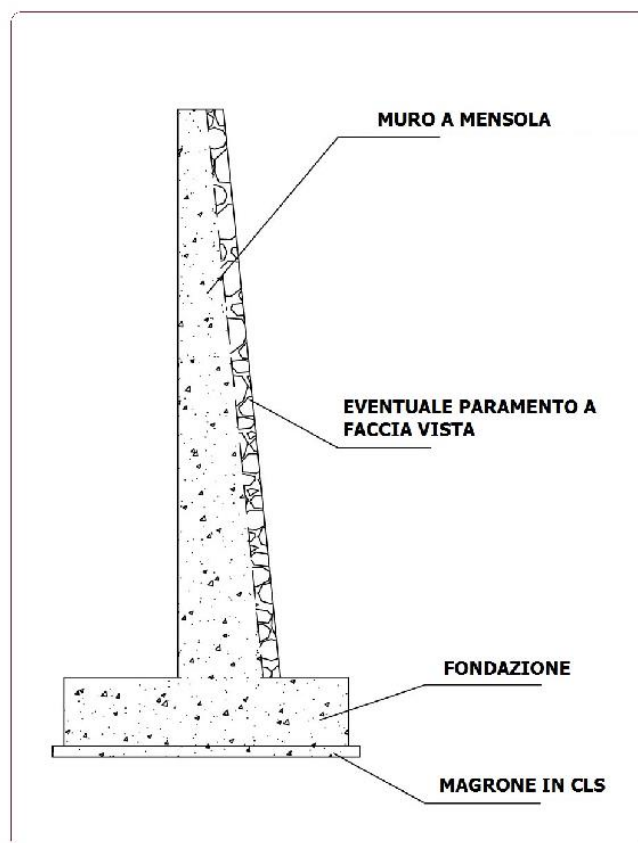 MURO A MENSOLA
EVENTUALE PARAMENTO A
FACCIA VISTA
FONDAZIONE
MAGRONE IN CLS